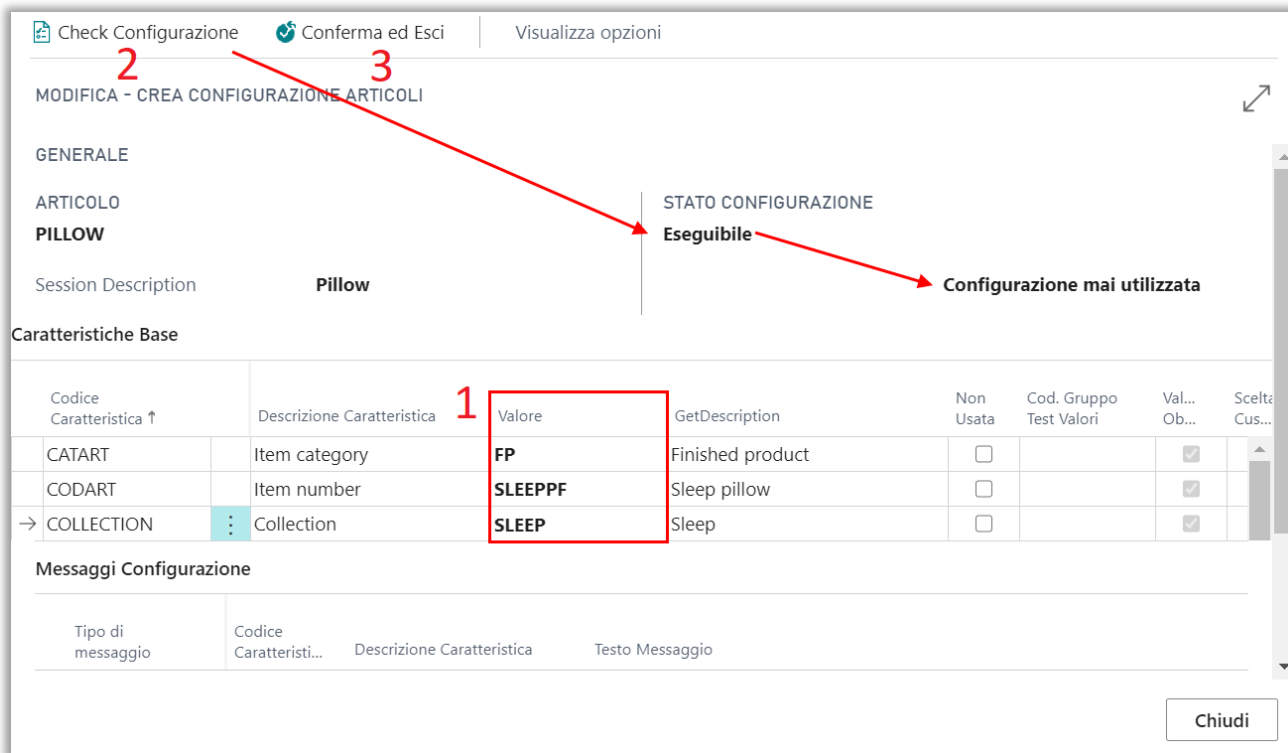 Check Configurazione Conferma ed Esci Visualizza opzioni
2 3
MODIFICA - CREA CONFIGURAZIONE ARTICOLI
GENERALE
ARTICOLO STATO CONFIGURAZIONE
PILLOW Eseguibile
Session Description Pillow Configurazione mai utilizzata
Caratteristiche Base
1
Codice Non Cod. Gruppo Val... Scelta
Caratteristica ↑ Descrizione Caratteristica Valore GetDescription Usata Test Valori Ob... Cus...
CATART Item category FP Finished product
CODART Item number SLEEPPF Sleep pillow
→ COLLECTION Collection SLEEP Sleep
Messaggi Configurazione
Tipo di Codice
messaggio Caratteristi... Descrizione Caratteristica Testo Messaggio
Chiudi